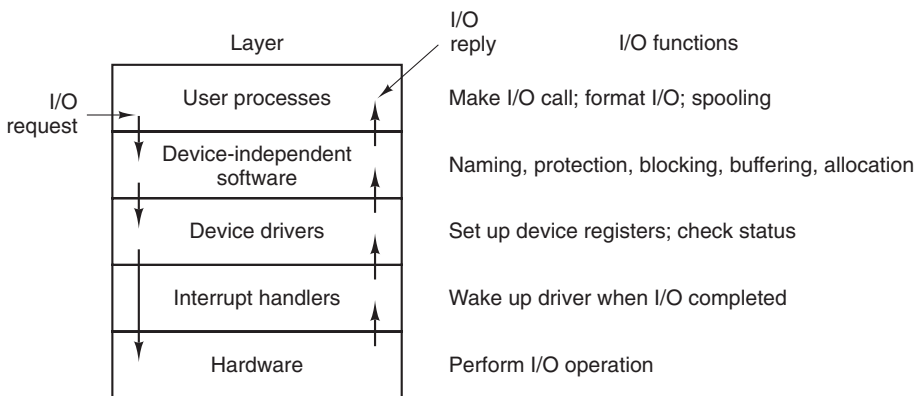 I/O
reply
Layer
I/O functions
I/O
request
User processes
Make I/O call; format I/O; spooling
Device-independent
software
Naming, protection, blocking, buffering, allocation
Device drivers
Set up device registers; check status
Interrupt handlers
Wake up driver when I/O completed
Hardware
Perform I/O operation